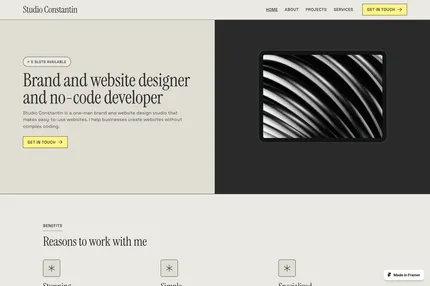 Studio Constantin
HOME ABOUT PROJECTS SERVICES GET IN TOUCH →
5 SLOTS AVAILABLE
Brand and website designer
and no-code developer
Studio Constantin is a one-man brand and website design studio that
makes easy-to-use websites. I help businesses create websites without
complex coding.
GET IN TOUCH →
BENEFITS
Reasons to work with me
Stunning Simple Specialized
Made in Framer